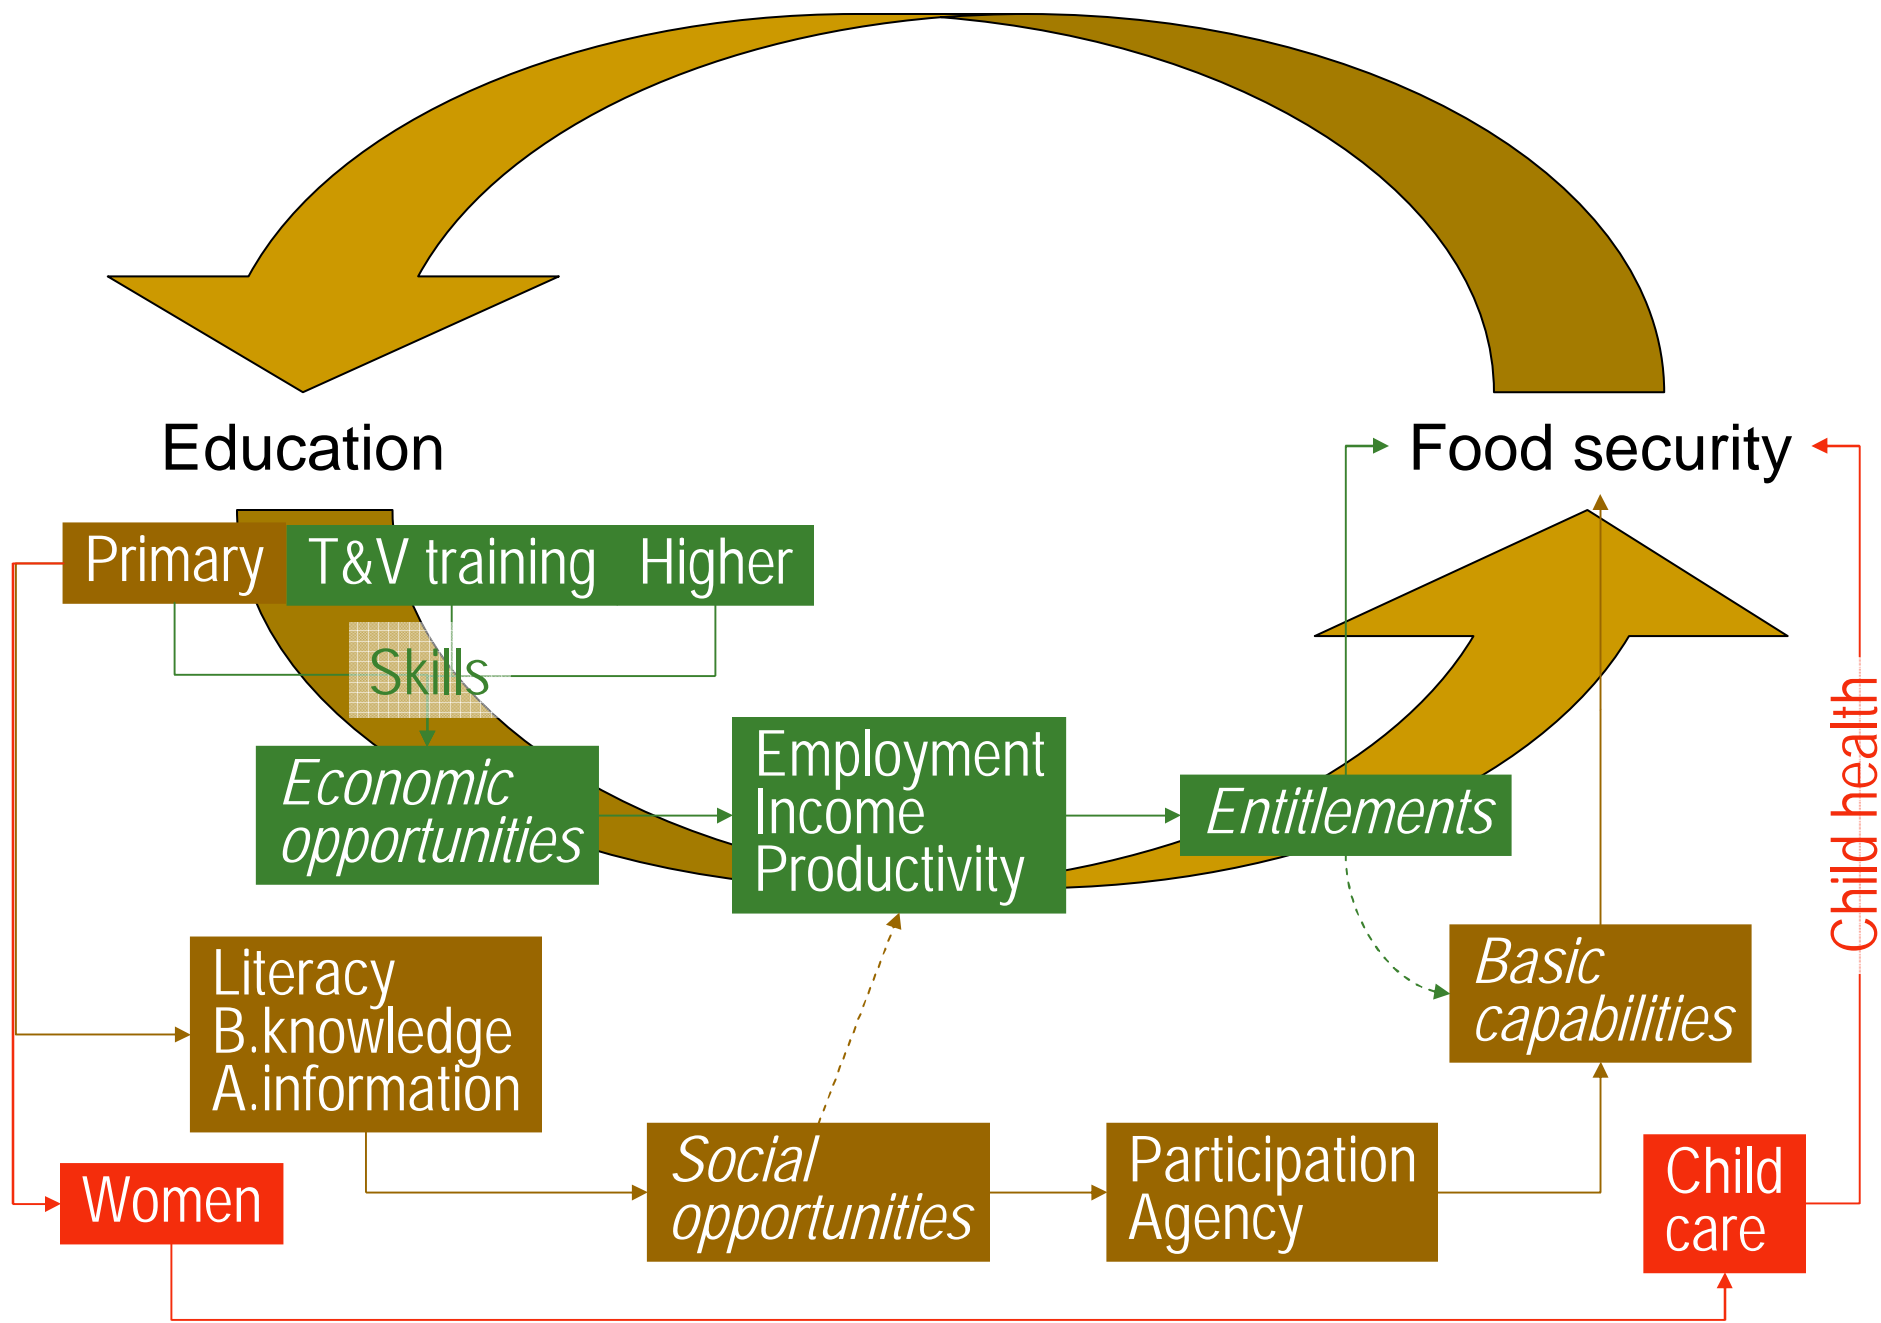 Education
Food security
Primary
T&V training
Higher
Skills
Economic
opportunities
Employment
Income
Productivity
Entitlements
Child health
Literacy
B.knowledge
A.information
Basic
capabilities
Women
Social
opportunities
Participation
Agency
Child
care